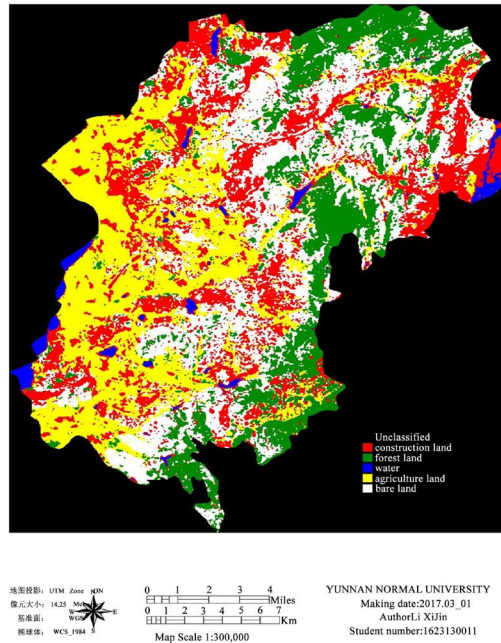 Unclassified
construction land
forest land
water
agriculture land
bare land
地图投影: UTM Zone
像元大小: 14.25 Met
基准面: WGS
椭球体: WCS_1984
N
W E
S
0 1 2 3 4
Miles
0 1 2 3 4 5 6 7
Km
Map Scale 1:300,000
YUNNAN NORMAL UNIVERSITY
Making date:2017.03_01
AuthorLi XiJin
Student number:1623130011